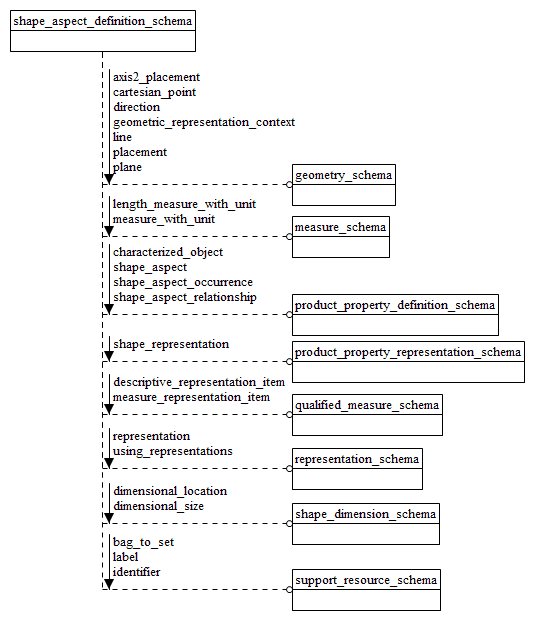 shape_aspect_definition_schema
axis2_placement
cartesian_point
direction
geometric_representation_context
line
placement
plane
geometry_schema
length_measure_with_unit
measure_with_unit
measure_schema
characterized_object
shape_aspect
shape_aspect_occurrence
shape_aspect_relationship
product_property_definition_schema
shape_representation
product_property_representation_schema
descriptive_representation_item
measure_representation_item
qualified_measure_schema
representation
using_representations
representation_schema
dimensional_location
dimensional_size
shape_dimension_schema
bag_to_set
label
identifier
support_resource_schema